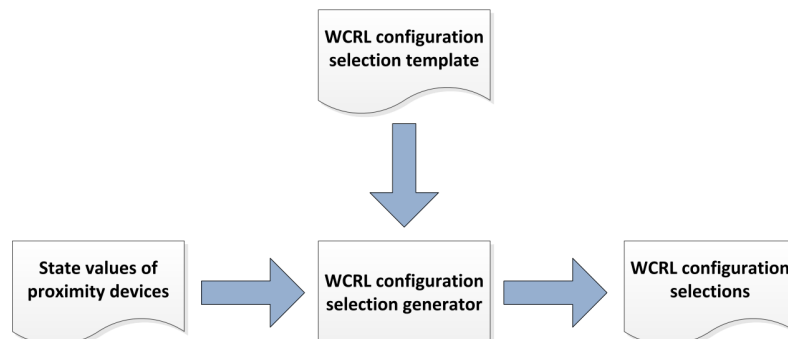 WCRL configuration
selection template
State values of
proximity devices
WCRL configuration
selection generator
WCRL configuration
selections